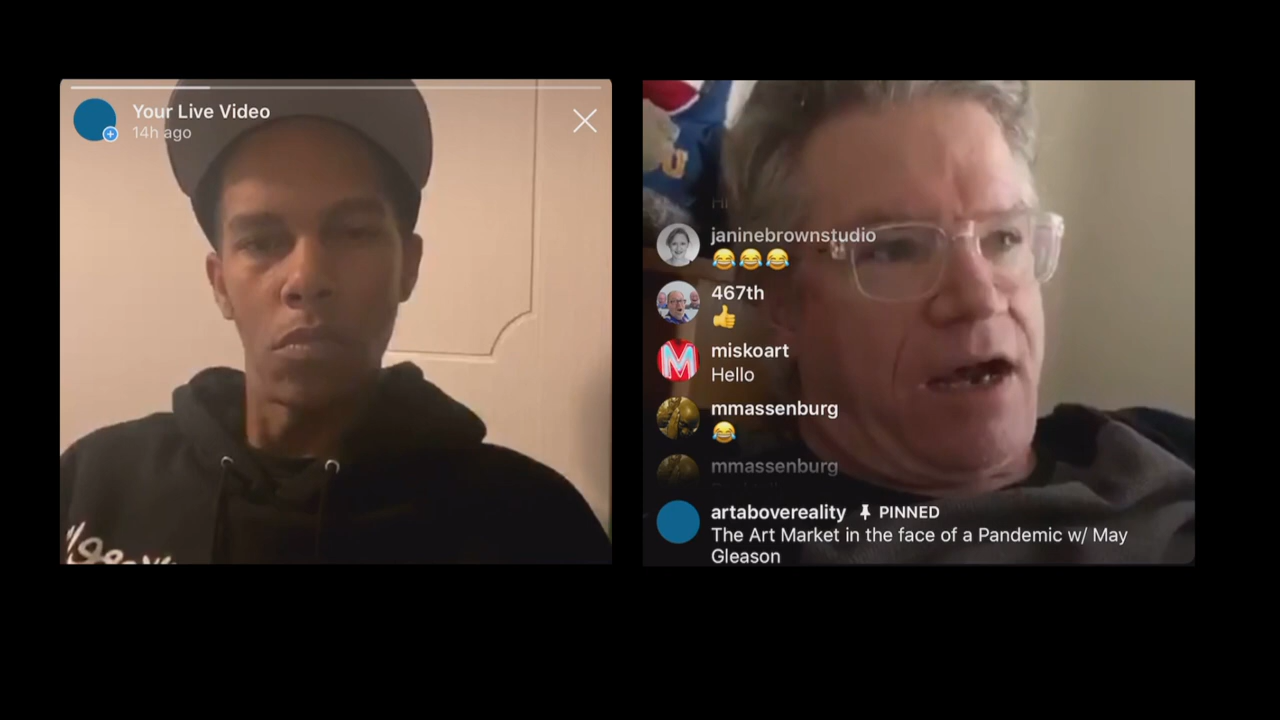 Your Live Video
14h ago
Hi
janinebrownstudio
😂😂😂
467th
👍
miskoart
Hello
mmassenburg
😂
mmassenburg
artabovereality PINNED
The Art Market in the face of a Pandemic w/ May
Gleason